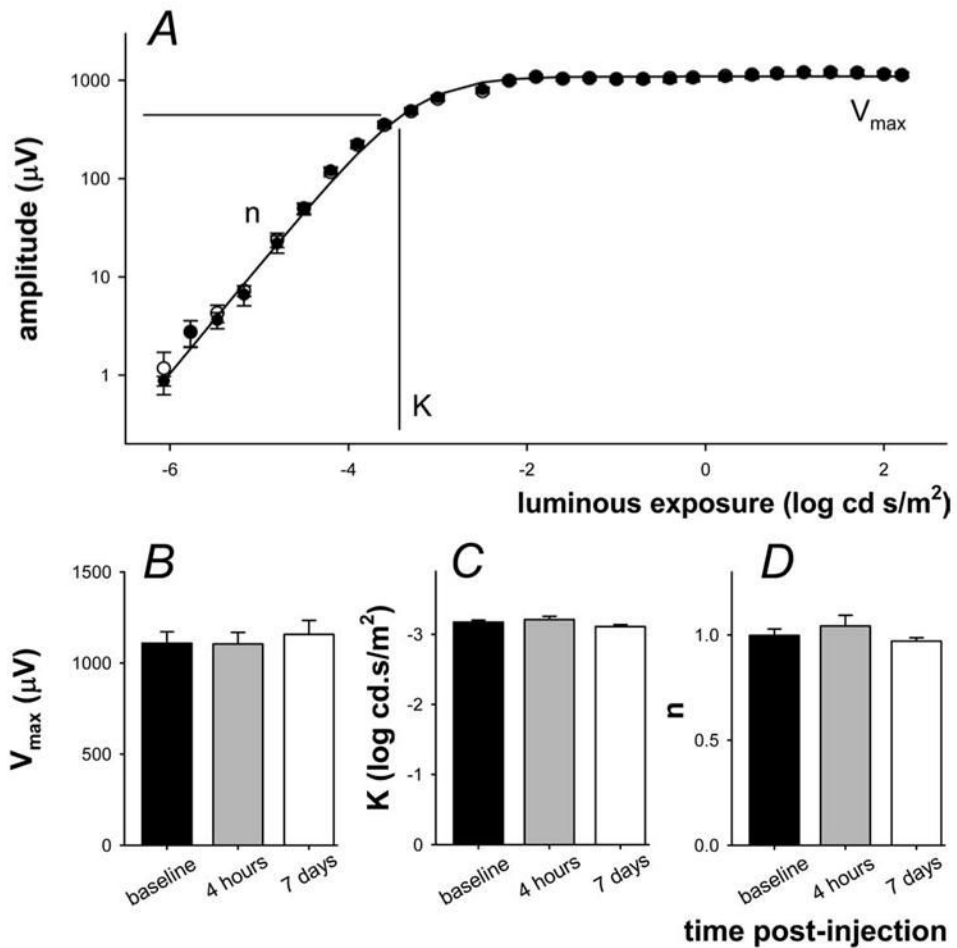 A
amplitude (μV)
1000
100
10
1
n
K
V_max
-6 -4 -2 0 2
luminous exposure (log cd s/m²)
B
V_max (μV)
1500
1000
500
0
baseline 4 hours 7 days
C
K (log cd.s/m²)
-3
-2
-1
0
baseline 4 hours 7 days
D
n
1.0
0.5
0.0
baseline 4 hours 7 days
time post-injection